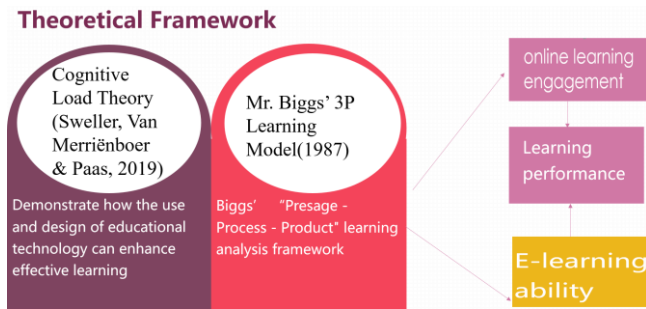 Theoretical Framework
Cognitive
Load Theory
(Sweller, Van
Merriënboer
& Paas, 2019)
Demonstrate how the use
and design of educational
technology can enhance
effective learning
Mr. Biggs’ 3P
Learning
Model(1987)
Biggs’ ”Presage -
Process - Product" learning
analysis framework
online learning
engagement
Learning
performance
E-learning
ability